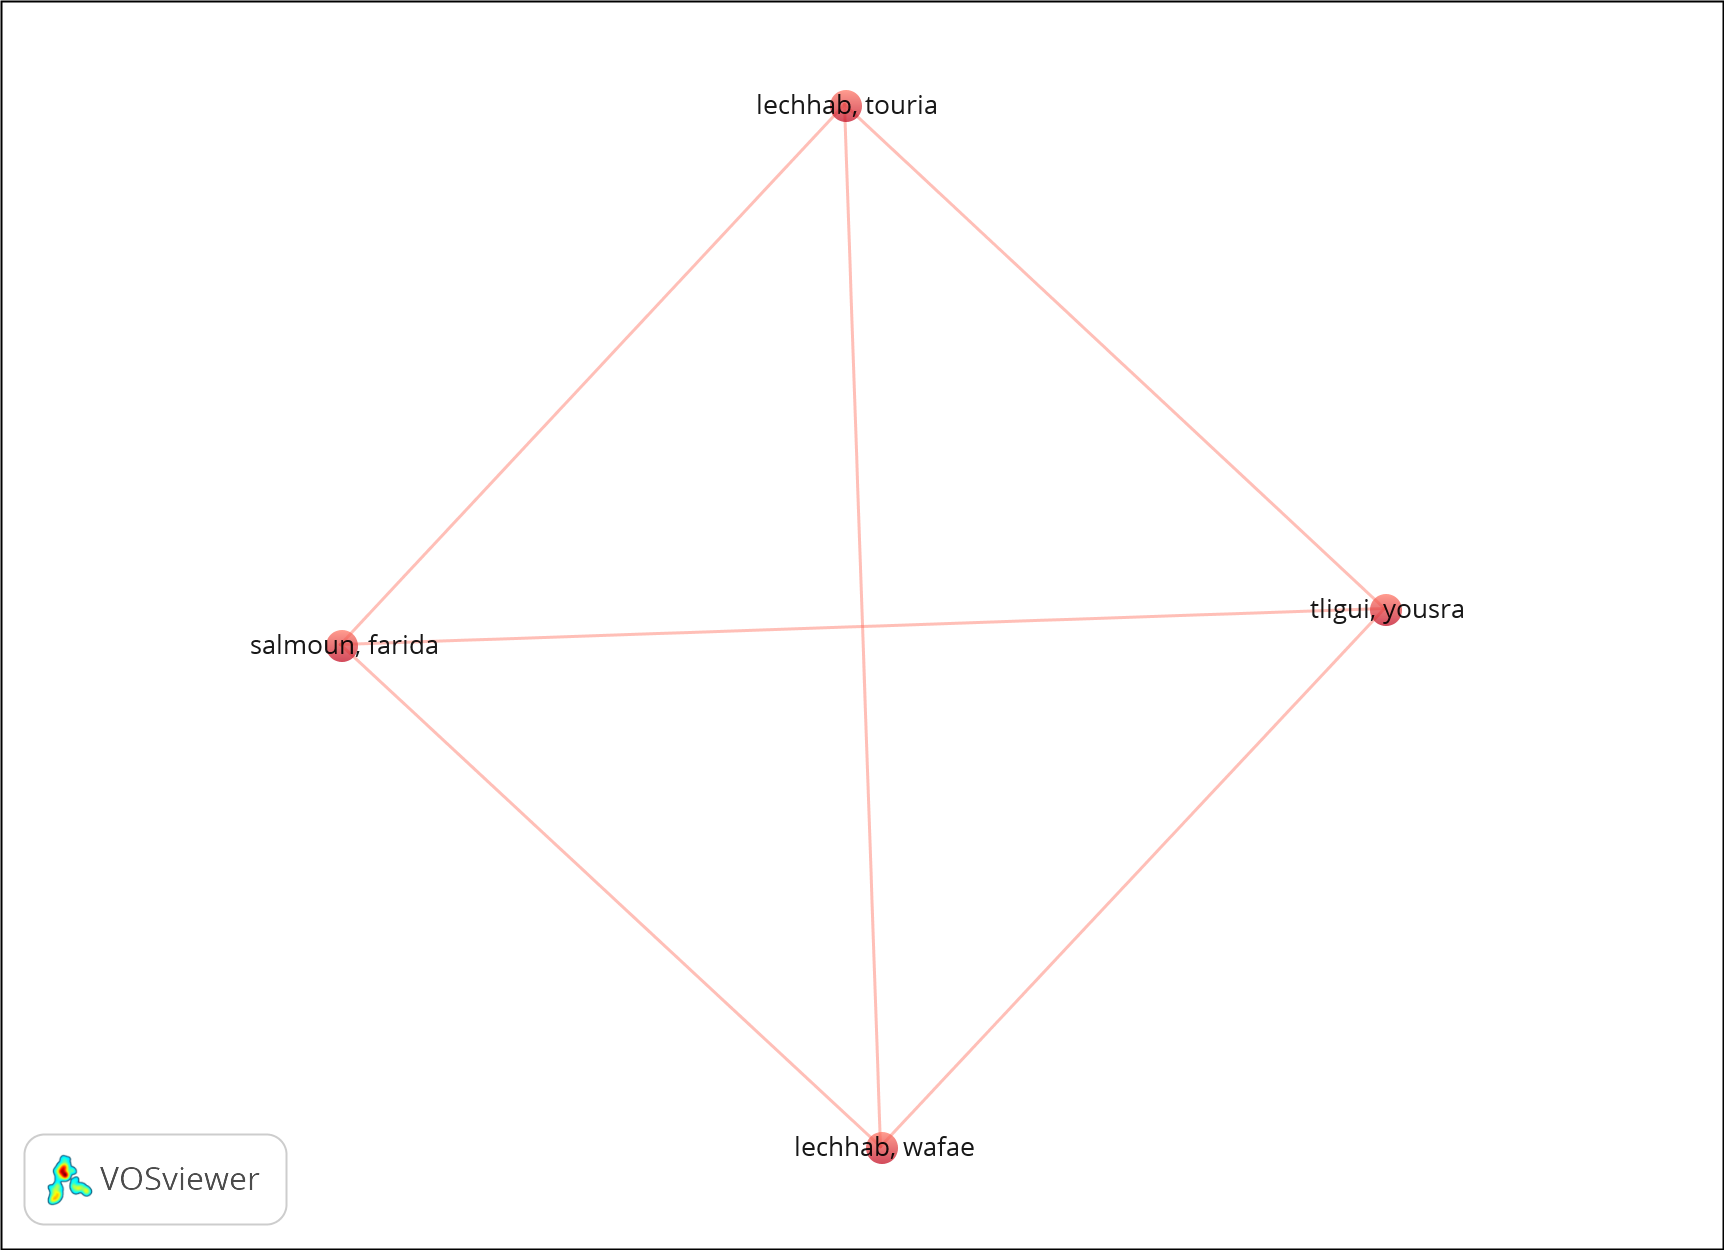 lechhab, touria
tligui, yousra
salmoun, farida
lechhab, wafae
VOSviewer